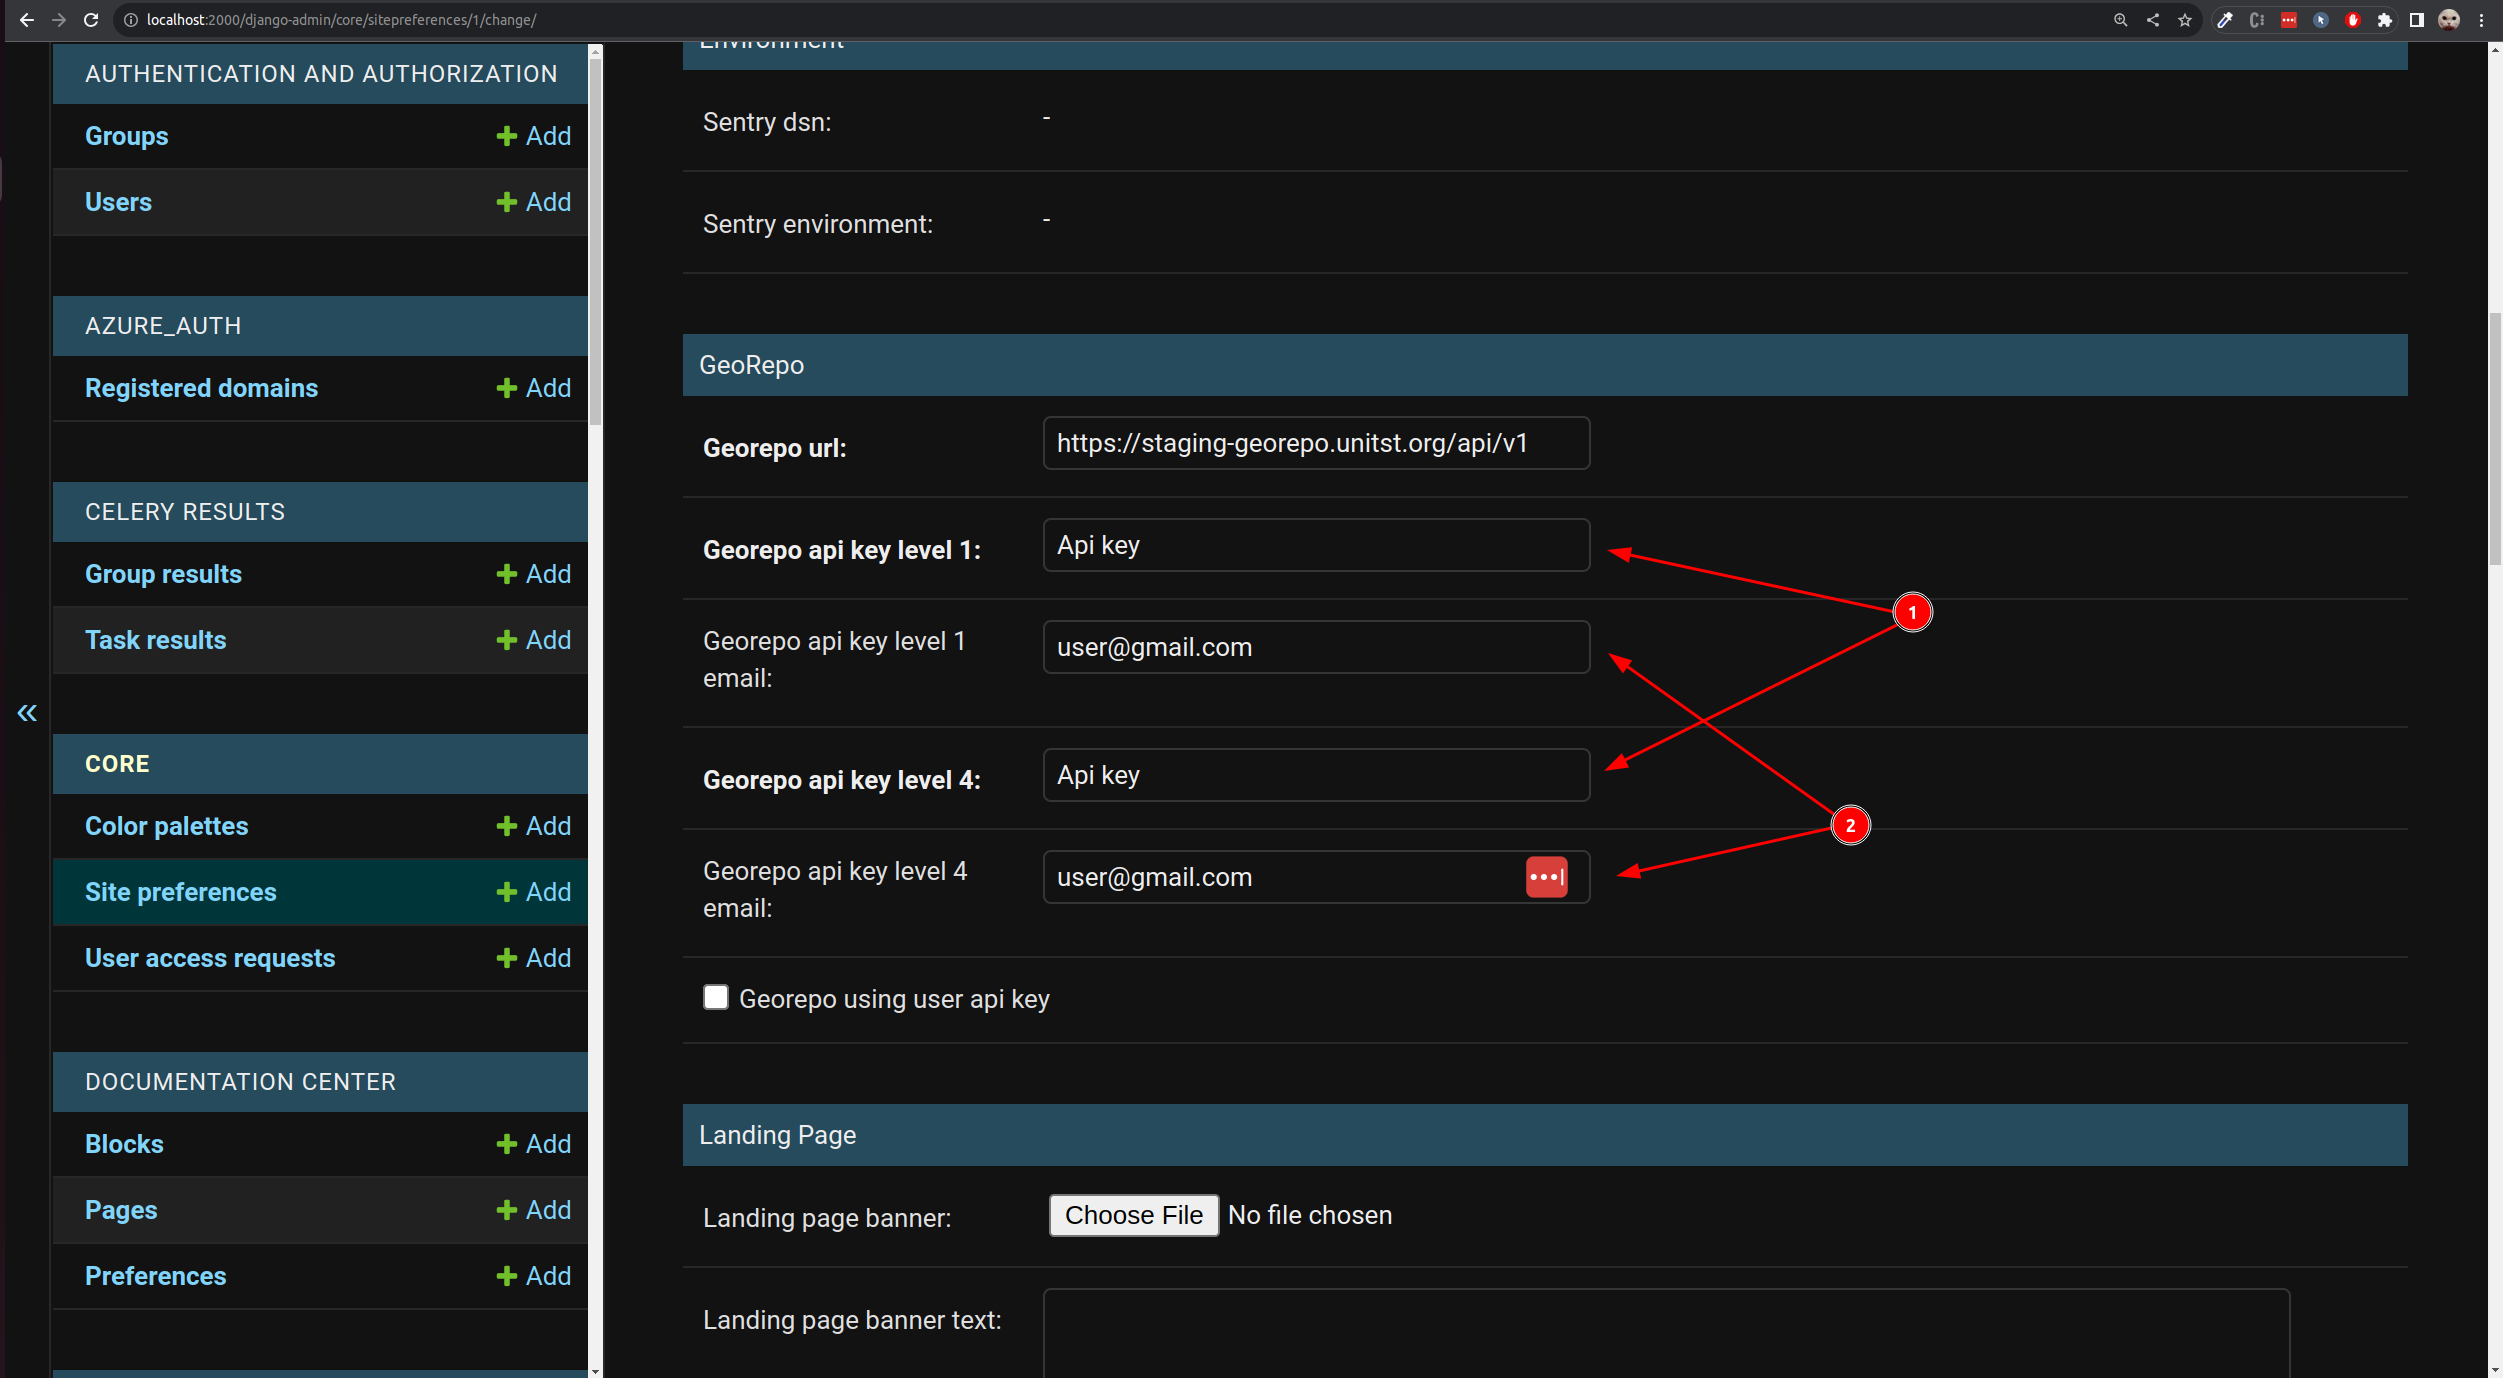 localhost:2000/django-admin/core/sitepreferences/1/change/
AUTHENTICATION AND AUTHORIZATION
Groups Add
Users Add
AZURE_AUTH
Registered domains Add
CELERY RESULTS
Group results Add
Task results Add
«
CORE
Color palettes Add
Site preferences Add
User access requests Add
DOCUMENTATION CENTER
Blocks Add
Pages Add
Preferences Add
Environment
Sentry dsn: -
Sentry environment: -
GeoRepo
Georepo url: https://staging-georepo.unitst.org/api/v1
Georepo api key level 1: Api key
1
Georepo api key level 1
email: user@gmail.com
Georepo api key level 4: Api key
2
Georepo api key level 4
email: user@gmail.com
Georepo using user api key
Landing Page
Landing page banner: Choose File No file chosen
Landing page banner text: